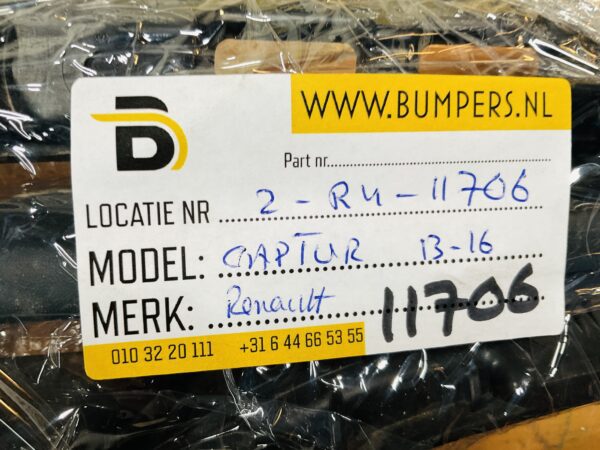 WWW.BUMPERS.NL
B
Part nr.
LOCATIE NR 2 - R4 - 11706
MODEL: CAPTUR 13-16
MERK: Renault 11706
010 32 20 111 +31 6 44 66 53 55